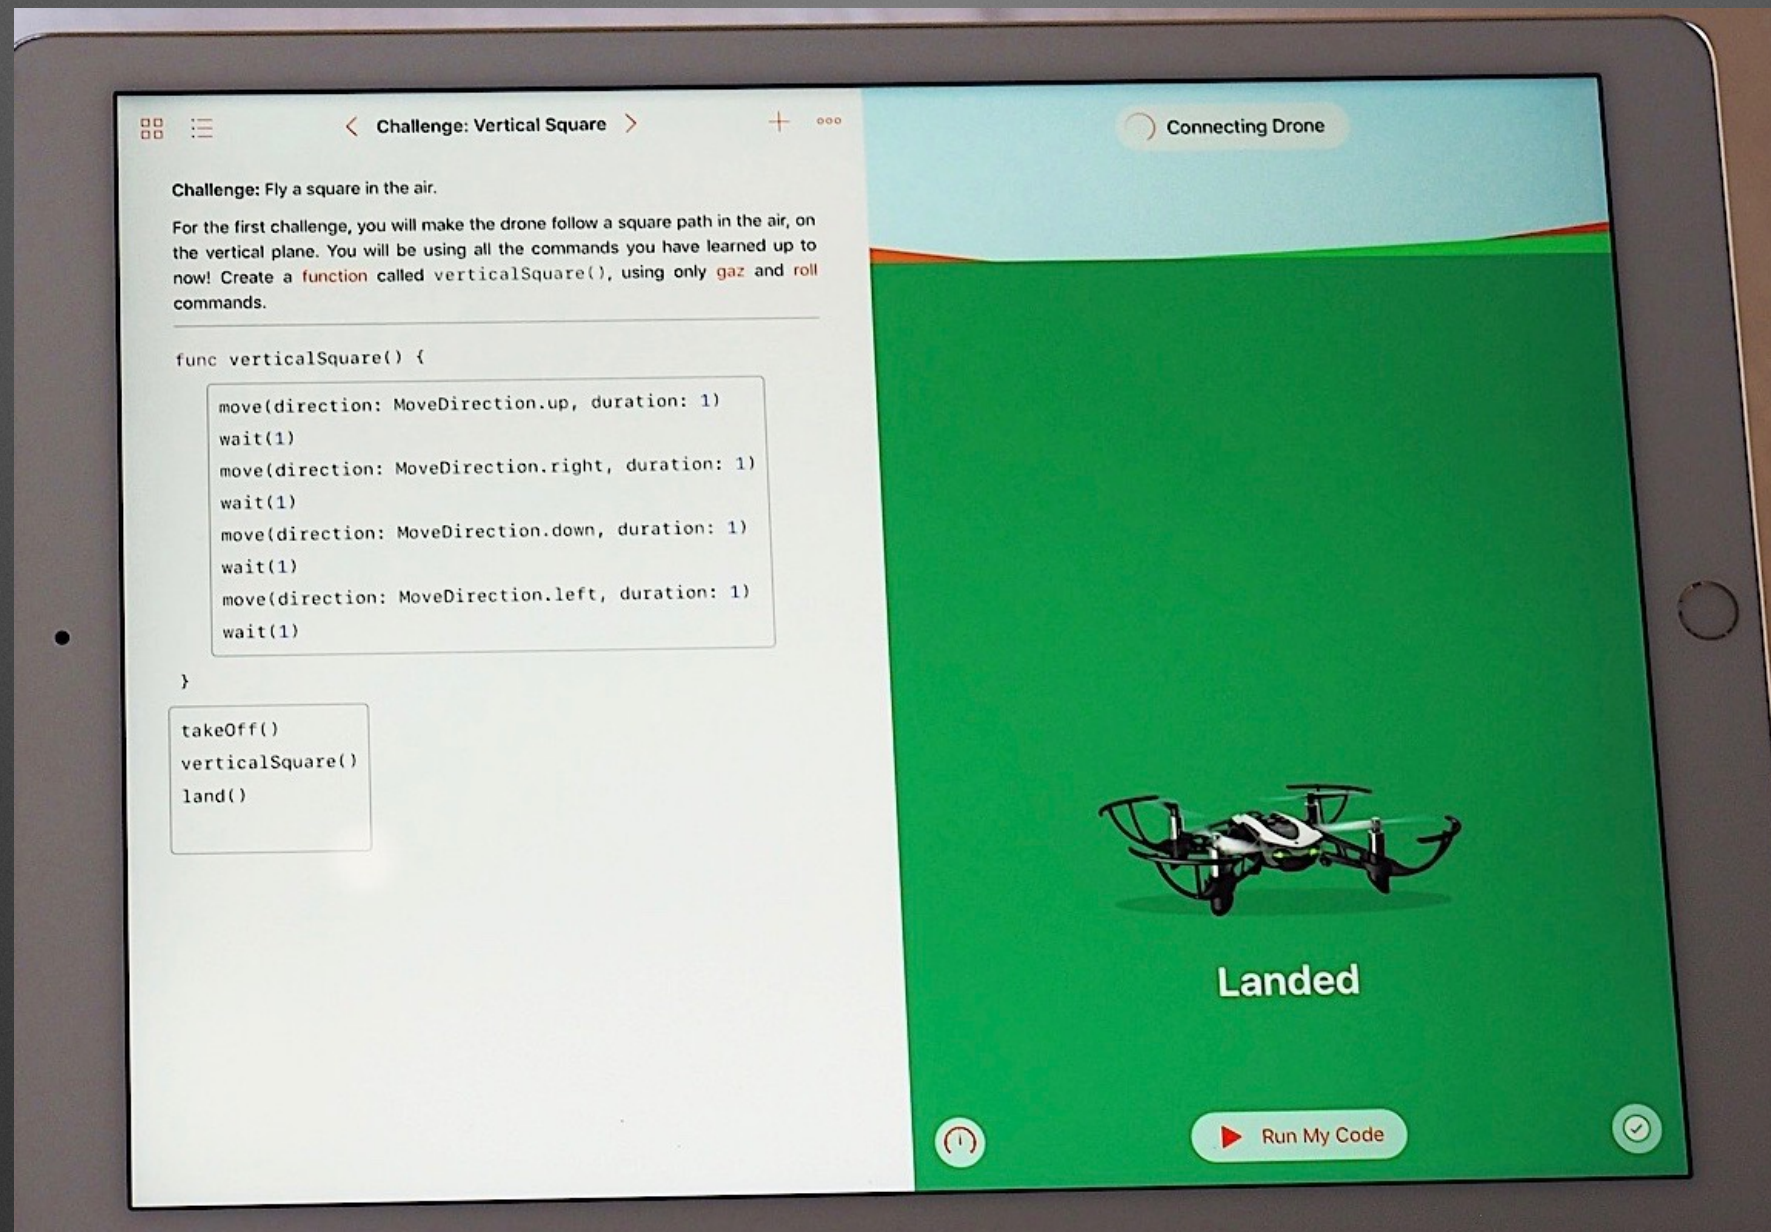 Challenge: Vertical Square
Challenge: Fly a square in the air.
For the first challenge, you will make the drone follow a square path in the air, on
the vertical plane. You will be using all the commands you have learned up to
now! Create a function called verticalSquare(), using only gaz and roll
commands.
func verticalSquare() {
move(direction: MoveDirection.up, duration: 1)
wait(1)
move(direction: MoveDirection.right, duration: 1)
wait(1)
move(direction: MoveDirection.down, duration: 1)
wait(1)
move(direction: MoveDirection.left, duration: 1)
wait(1)
}
takeOff()
verticalSquare()
land()
Connecting Drone
Landed
Run My Code